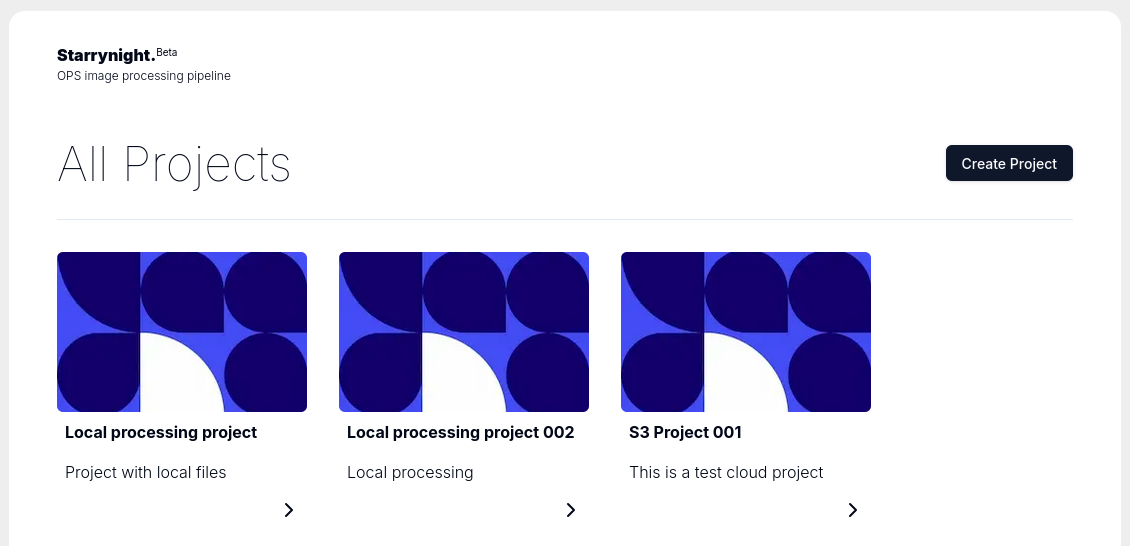 Starrynight.Beta
OPS image processing pipeline
All Projects
Create Project
Local processing project
Project with local files
Local processing project 002
Local processing
S3 Project 001
This is a test cloud project